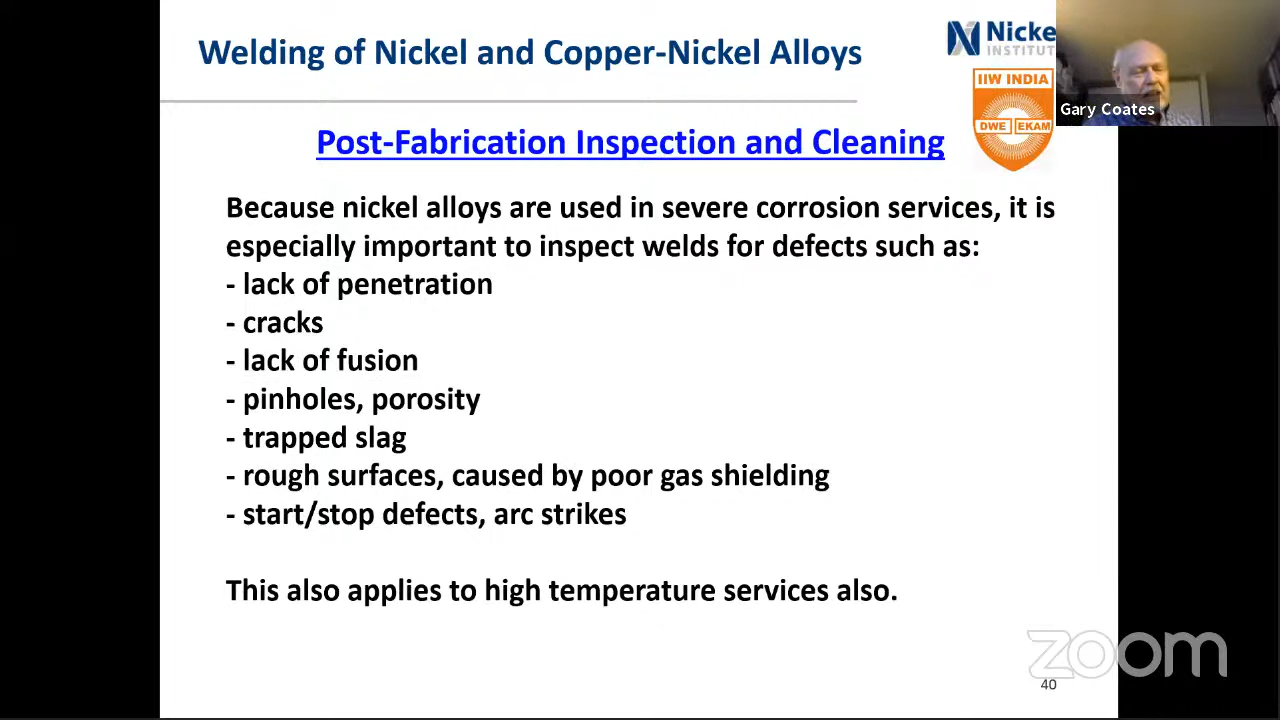 Welding of Nickel and Copper-Nickel Alloys
Nicke
INSTITUT
IIW INDIA
DWE EKAM
Gary Coates
Post-Fabrication Inspection and Cleaning
Because nickel alloys are used in severe corrosion services, it is
especially important to inspect welds for defects such as:
- lack of penetration
- cracks
- lack of fusion
- pinholes, porosity
- trapped slag
- rough surfaces, caused by poor gas shielding
- start/stop defects, arc strikes
This also applies to high temperature services also.
zoom
40